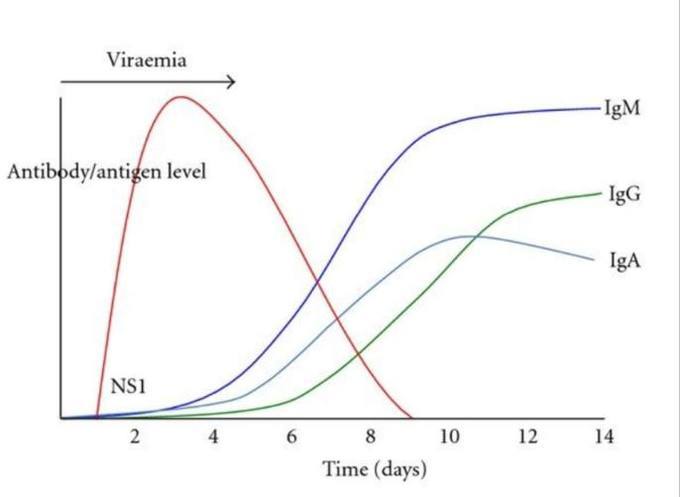 Viraemia
IgM
Antibody/antigen level
IgG
IgA
NS1
2 4 6 8 10 12 14
Time (days)